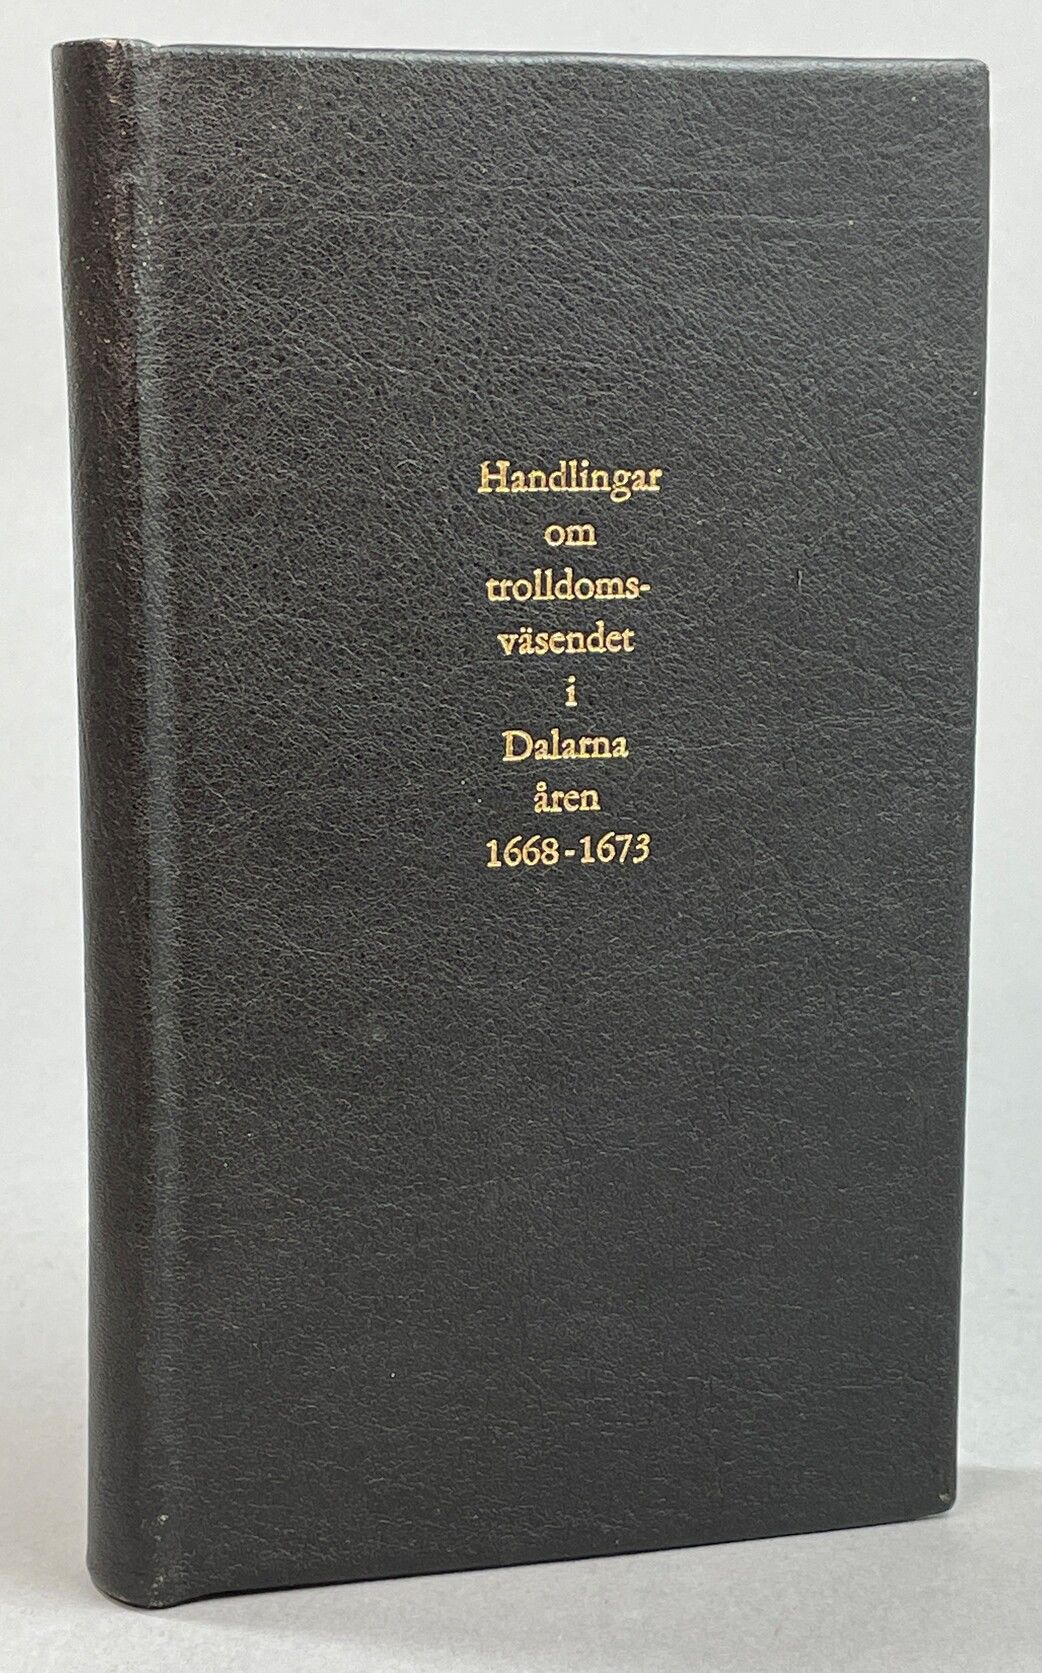 Handlingar
om
trolldoms-
väsendet
i
Dalarna
åren
1668-1673